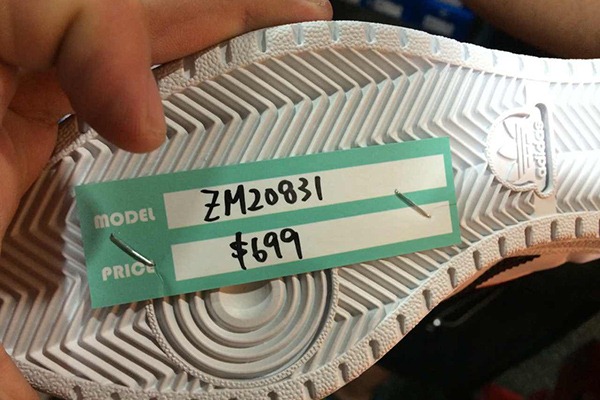 MODEL ZM20831
PRICE $699
adidas